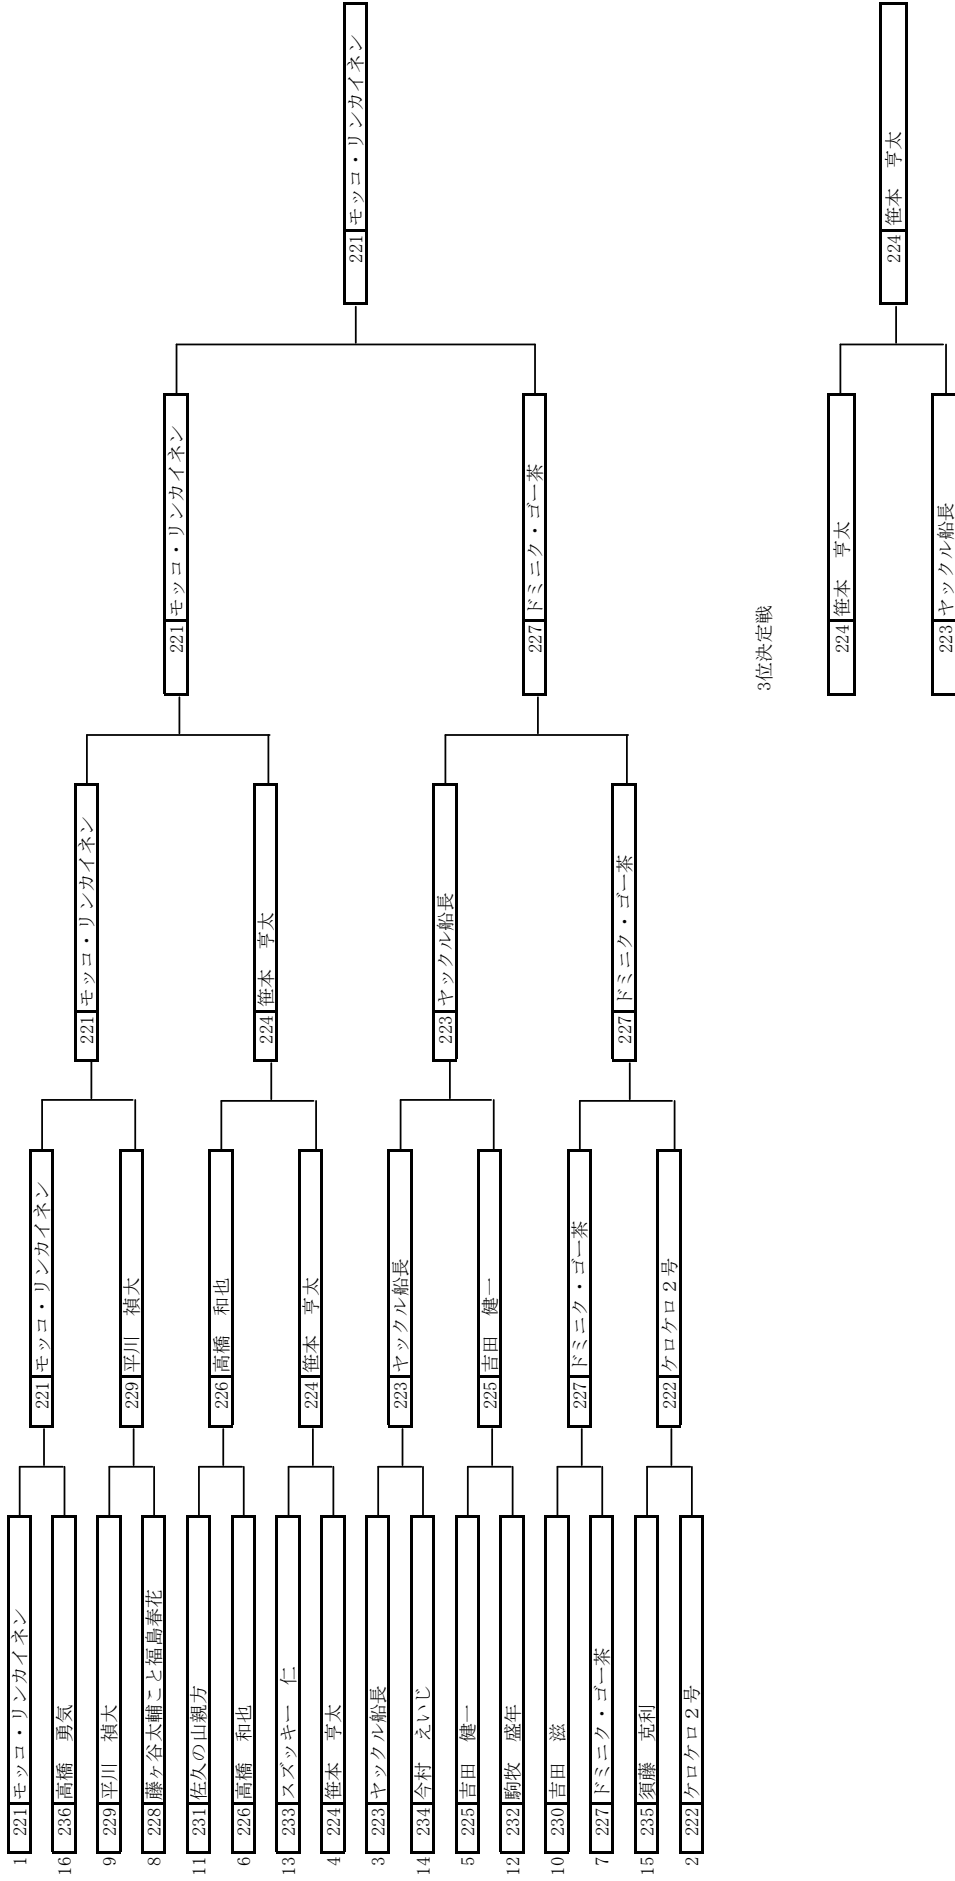 1 221 モッコ・リンカイネン
16 236 高橋　勇気
9 229 平川　禎大
8 228 藤ヶ谷太輔こと福島春花
11 231 佐久の山親方
6 226 高橋　和也
13 233 スズッキー　仁
4 224 笹本　亨太
3 223 ヤックル船長
14 234 今村　えいじ
5 225 吉田　健一
12 232 駒牧　盛年
10 230 吉田　滋
7 227 ドミニク・ゴー茶
15 235 須藤　克利
2 222 ケロケロ２号
221 モッコ・リンカイネン
229 平川　禎大
226 高橋　和也
224 笹本　亨太
223 ヤックル船長
225 吉田　健一
227 ドミニク・ゴー茶
222 ケロケロ２号
221 モッコ・リンカイネン
224 笹本　亨太
223 ヤックル船長
227 ドミニク・ゴー茶
221 モッコ・リンカイネン
227 ドミニク・ゴー茶
221 モッコ・リンカイネン
3位決定戦
224 笹本　亨太
223 ヤックル船長
224 笹本　亨太